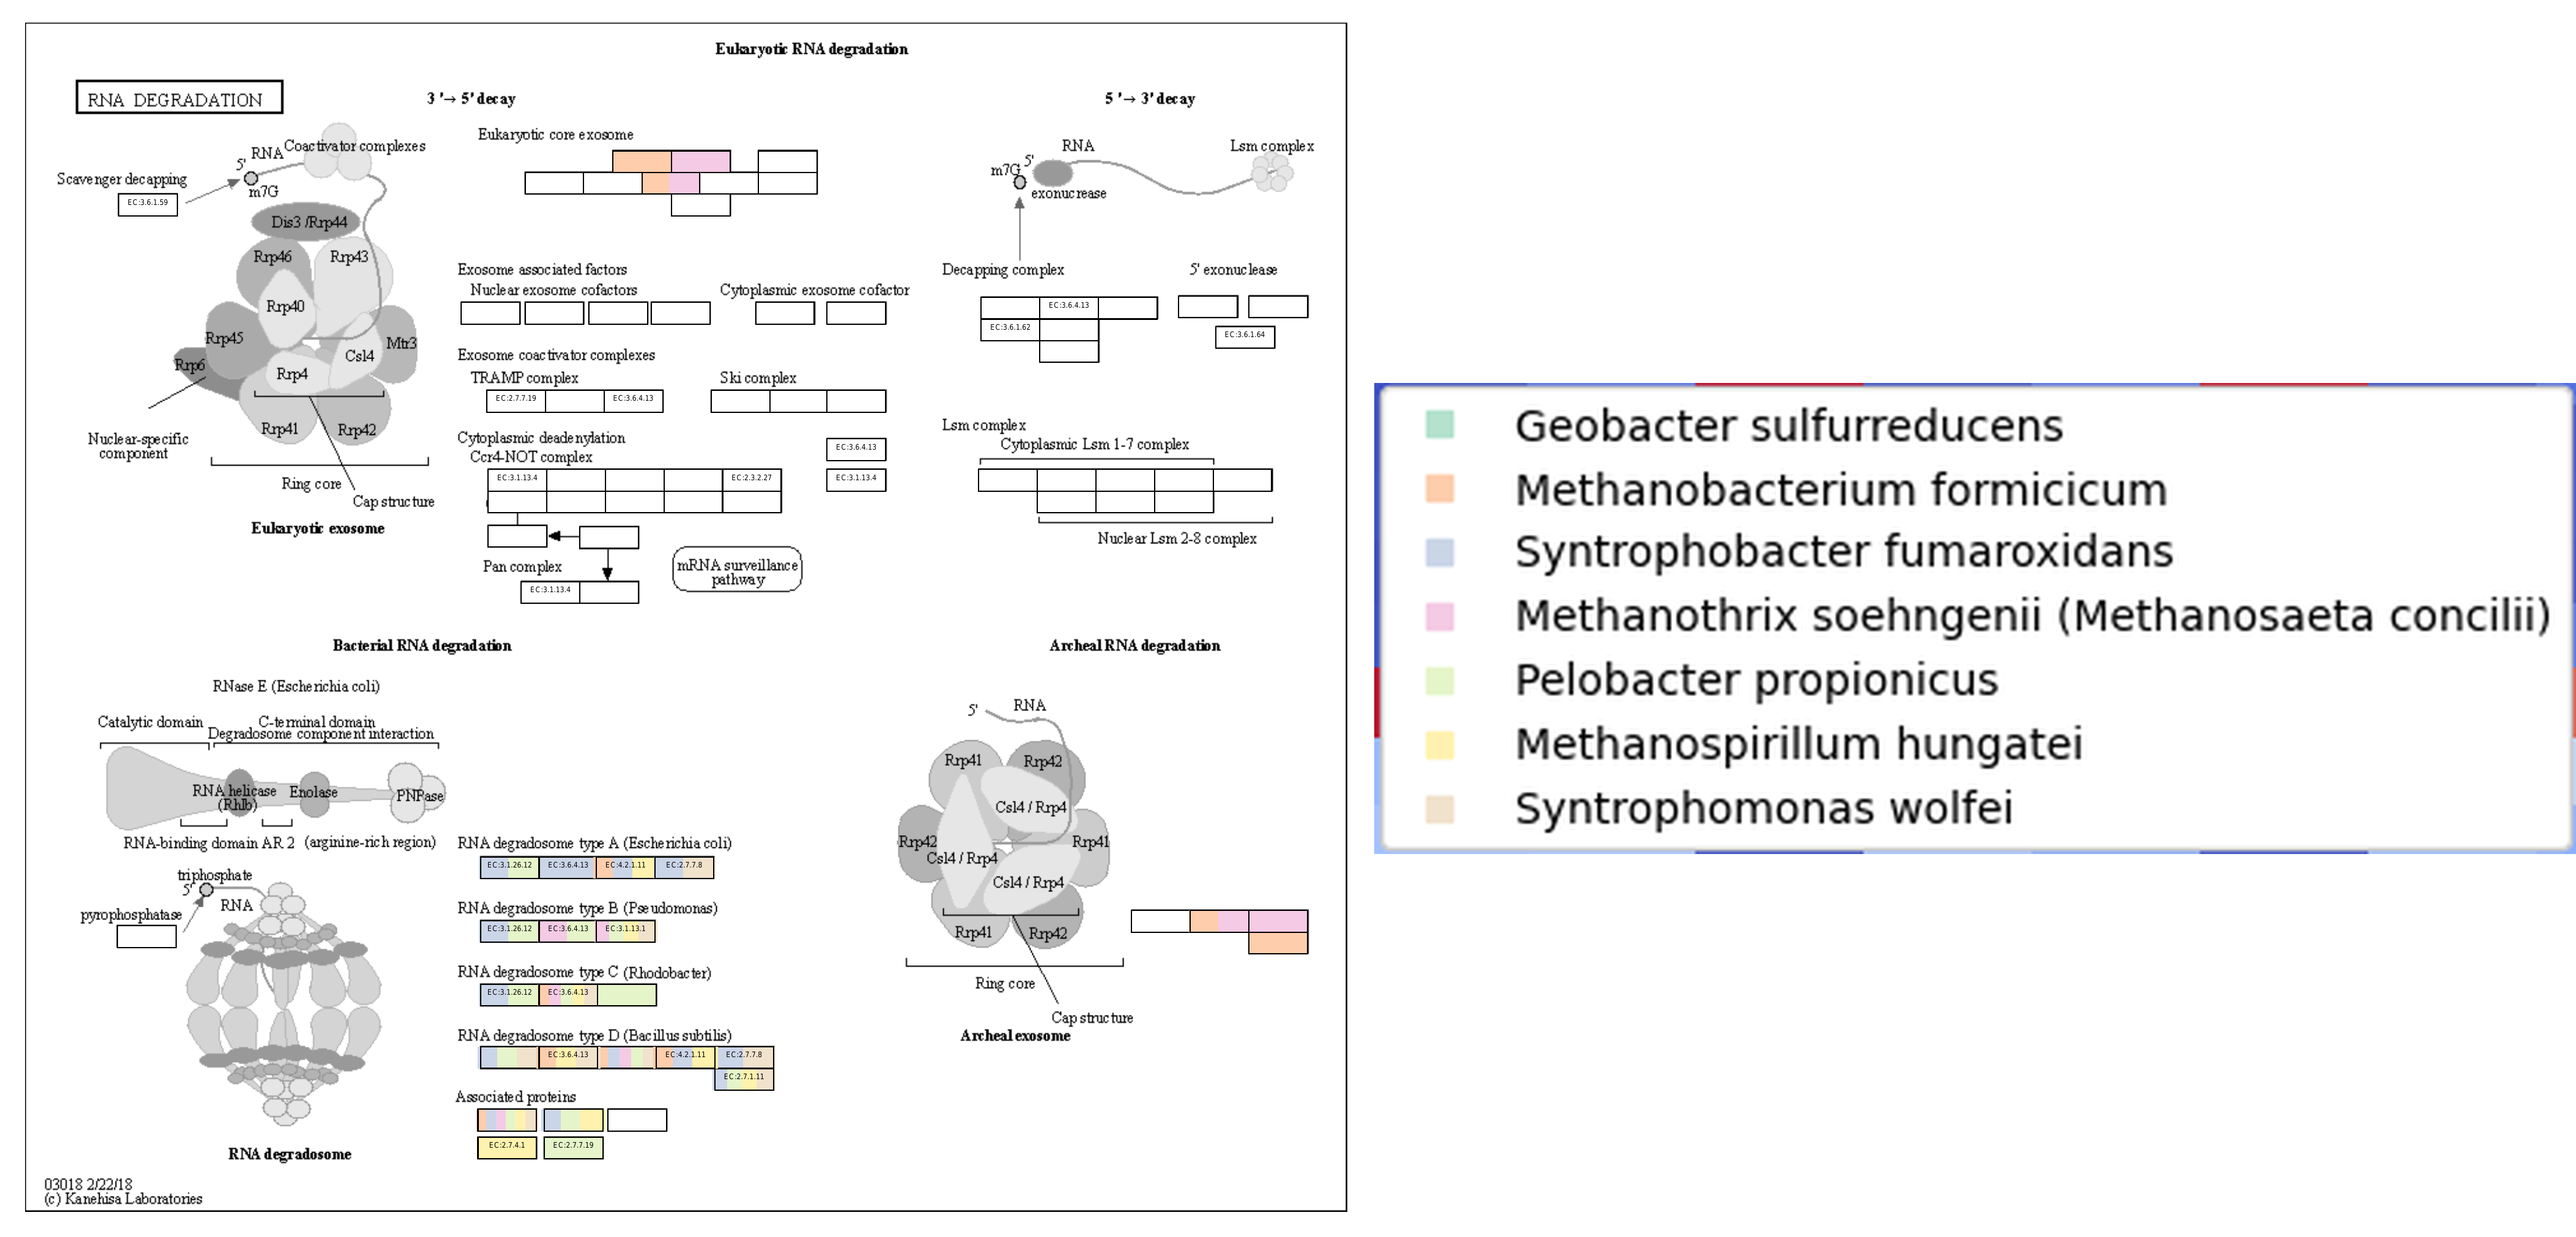 Eukaryotic RNA degradation
RNA DEGRADATION
3 '→ 5' decay
5 '→ 3' decay
Eukaryotic core exosome
Coactivator complexes
RNA
5'
m7G
Scavenger decapping
EC:3.6.1.59
Dis3 /Rrp44
Rrp46
Rrp43
Rrp40
Rrp45
Csl4
Mtr3
Rrp6
Rrp4
Rrp41
Rrp42
Nuclear-specific
component
Ring core
Cap structure
Eukaryotic exosome
RNA
Lsm complex
5'
m7G
exonucrease
Exosome associated factors
Nuclear exosome cofactors
Cytoplasmic exosome cofactor
Decapping complex
5' exonuclease
EC:3.6.4.13
EC:3.6.1.62
EC:3.6.1.64
Exosome coactivator complexes
TRAMP complex
Ski complex
EC:2.7.7.19
EC:3.6.4.13
Cytoplasmic deadenylation
Ccr4-NOT complex
EC:3.6.4.13
EC:3.1.13.4
EC:2.3.2.27
EC:3.1.13.4
Lsm complex
Cytoplasmic Lsm 1-7 complex
Nuclear Lsm 2-8 complex
Pan complex
EC:3.1.13.4
mRNA surveillance
pathway
Bacterial RNA degradation
Archeal RNA degradation
RNase E (Escherichia coli)
Catalytic domain
C-terminal domain
Degradosome component interaction
RNA helicase
(Rhlb)
Enolase
PNPase
RNA-binding domain
AR 2
(arginine-rich region)
triphosphate
5'
RNA
pyrophosphatase
RNA degradosome
RNA degradosome type A (Escherichia coli)
EC:3.1.26.12
EC:3.6.4.13
EC:4.2.1.11
EC:2.7.7.8
RNA degradosome type B (Pseudomonas)
EC:3.1.26.12
EC:3.6.4.13
EC:3.1.13.1
RNA degradosome type C (Rhodobacter)
EC:3.1.26.12
EC:3.6.4.13
RNA degradosome type D (Bacillus subtilis)
EC:3.6.4.13
EC:4.2.1.11
EC:2.7.7.8
EC:2.7.1.11
Associated proteins
EC:2.7.4.1
EC:2.7.7.19
5'
RNA
Rrp41
Rrp42
Csl4 / Rrp4
Rrp42
Rrp41
Csl4 / Rrp4
Csl4 / Rrp4
Rrp41
Rrp42
Ring core
Cap structure
Archeal exosome
03018 2/22/18
(c) Kanehisa Laboratories
Geobacter sulfurreducens
Methanobacterium formicicum
Syntrophobacter fumaroxidans
Methanothrix soehngenii (Methanosaeta concilii)
Pelobacter propionicus
Methanospirillum hungatei
Syntrophomonas wolfei